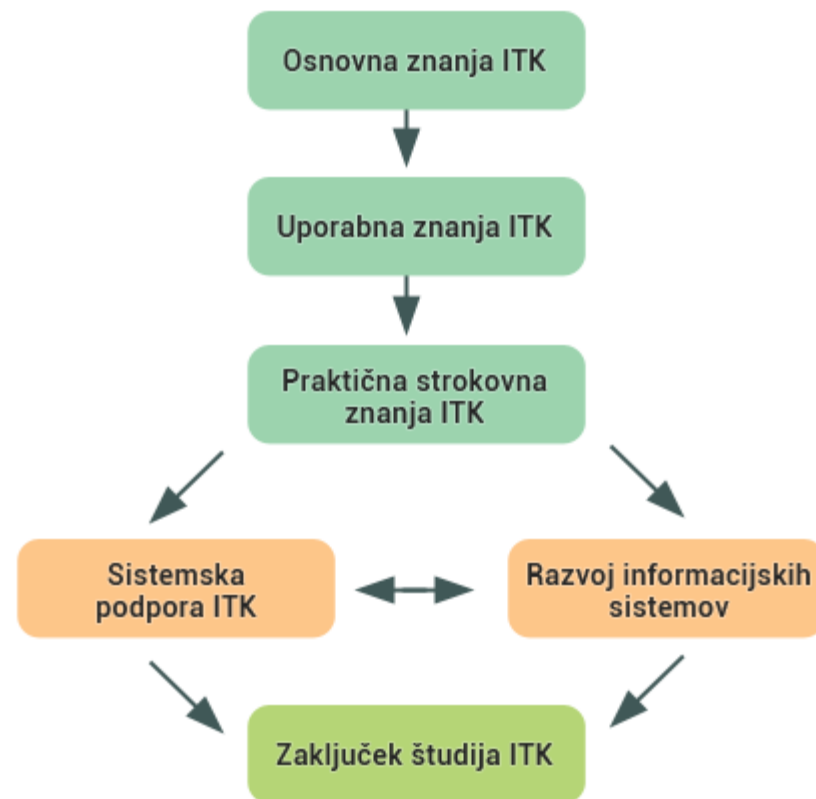 Osnovna znanja ITK
Uporabna znanja ITK
Praktična strokovna
znanja ITK
Sistemska
podpora ITK
Razvoj informacijskih
sistemov
Zaključek študija ITK